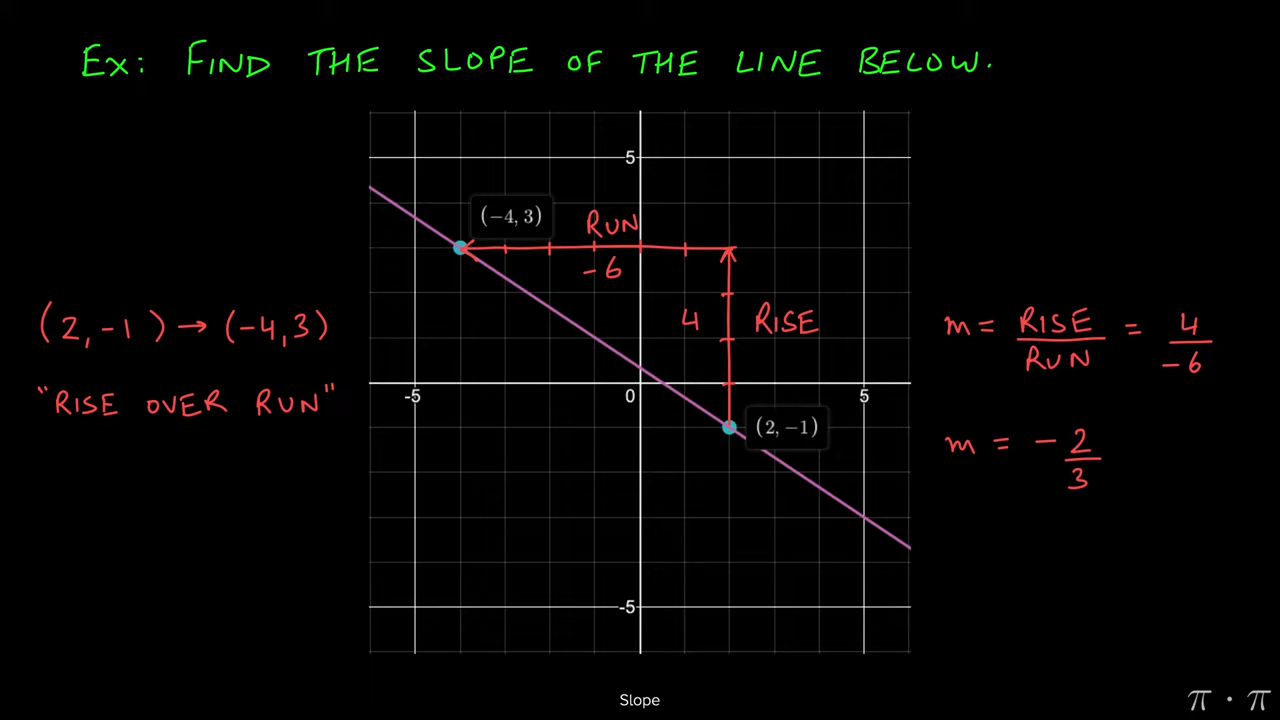 Ex: FIND THE SLOPE OF THE LINE BELOW.
5
(−4, 3)
RUN
-6
(2,-1) → (-4,3)
4 RISE
m = RISE/RUN = 4/-6
"RISE OVER RUN"
-5 0 5
(2, −1)
m = -2/3
-5
Slope
π · π